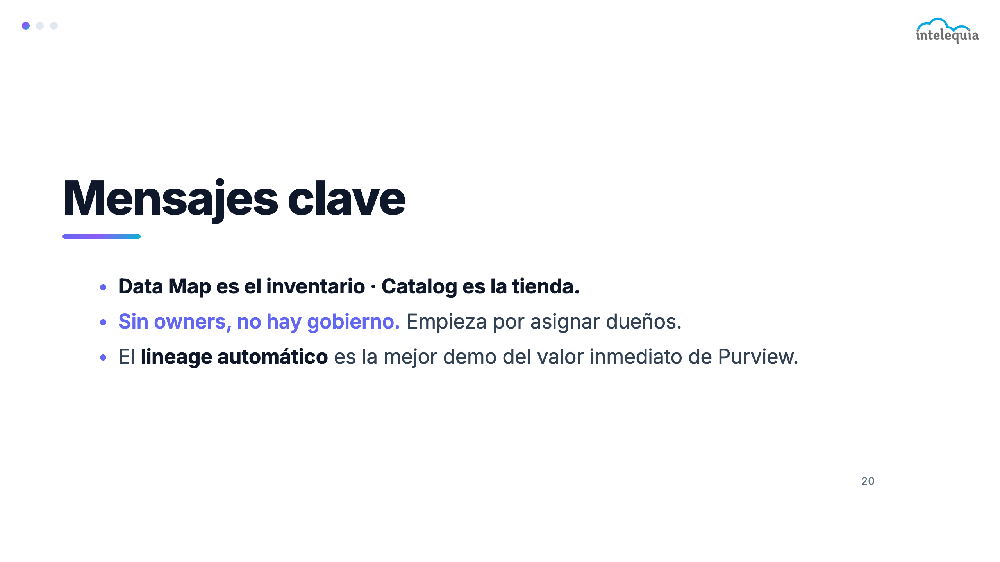 intelequia
Mensajes clave
• Data Map es el inventario · Catalog es la tienda.
• Sin owners, no hay gobierno. Empieza por asignar dueños.
• El lineage automático es la mejor demo del valor inmediato de Purview.
20